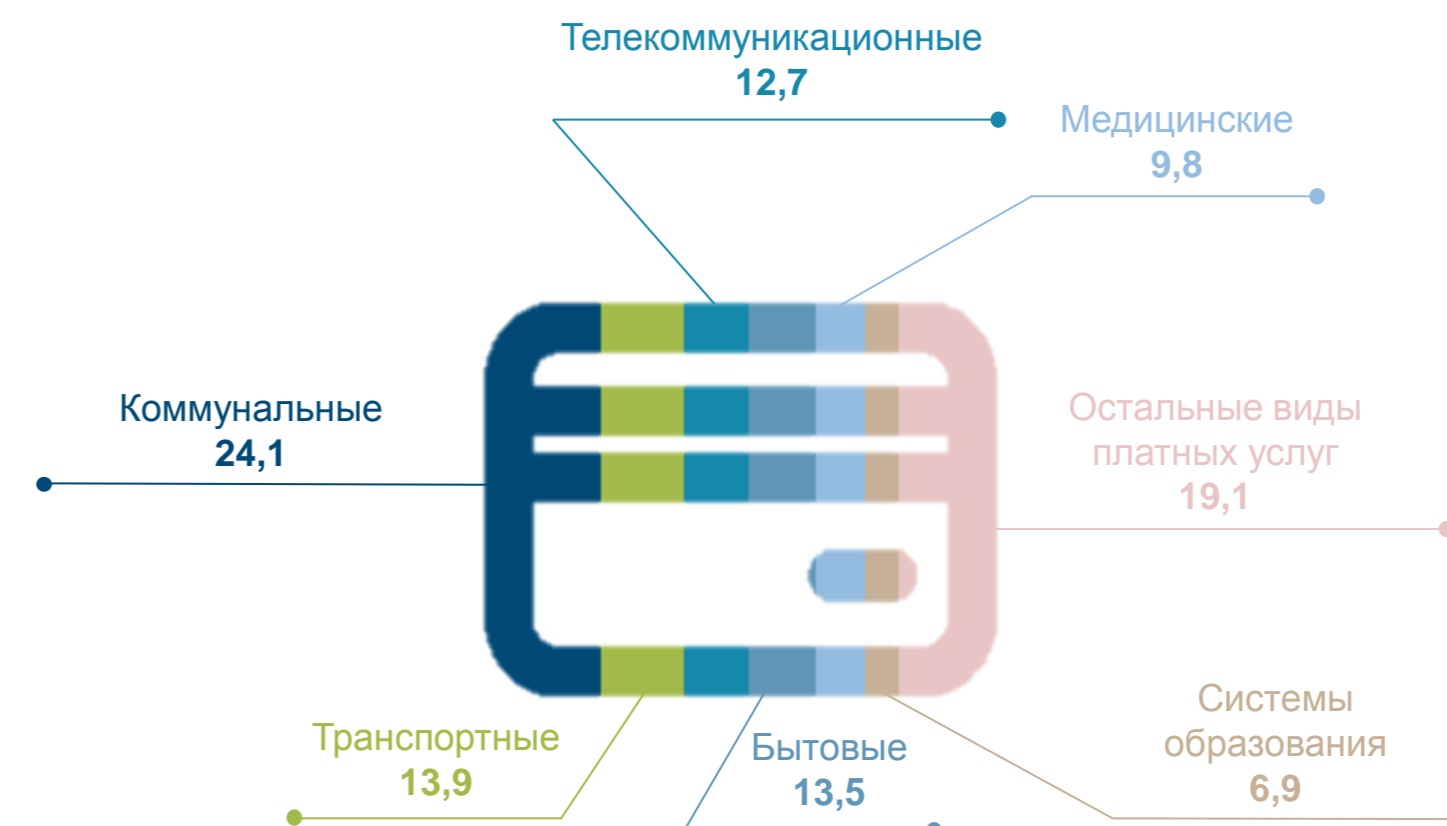 Телекоммуникационные
12,7
Медицинские
9,8
Коммунальные
24,1
Остальные виды
платных услуг
19,1
Транспортные
13,9
Бытовые
13,5
Системы
образования
6,9